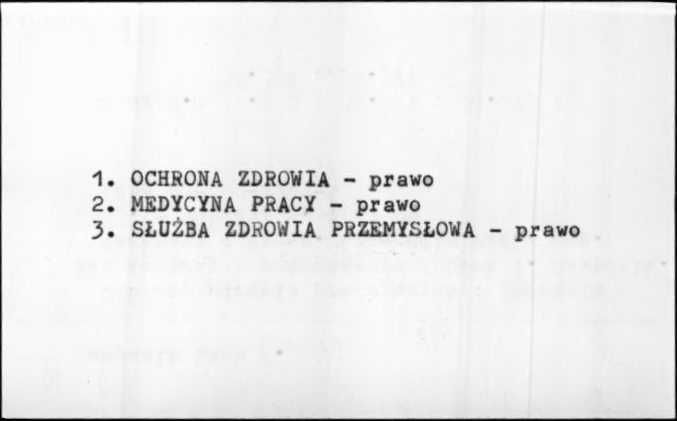 1. OCHRONA ZDROWIA - prawo
2. MEDYCYNA PRACY - prawo
3. SŁUŻBA ZDROWIA PRZEMYSŁOWA - prawo